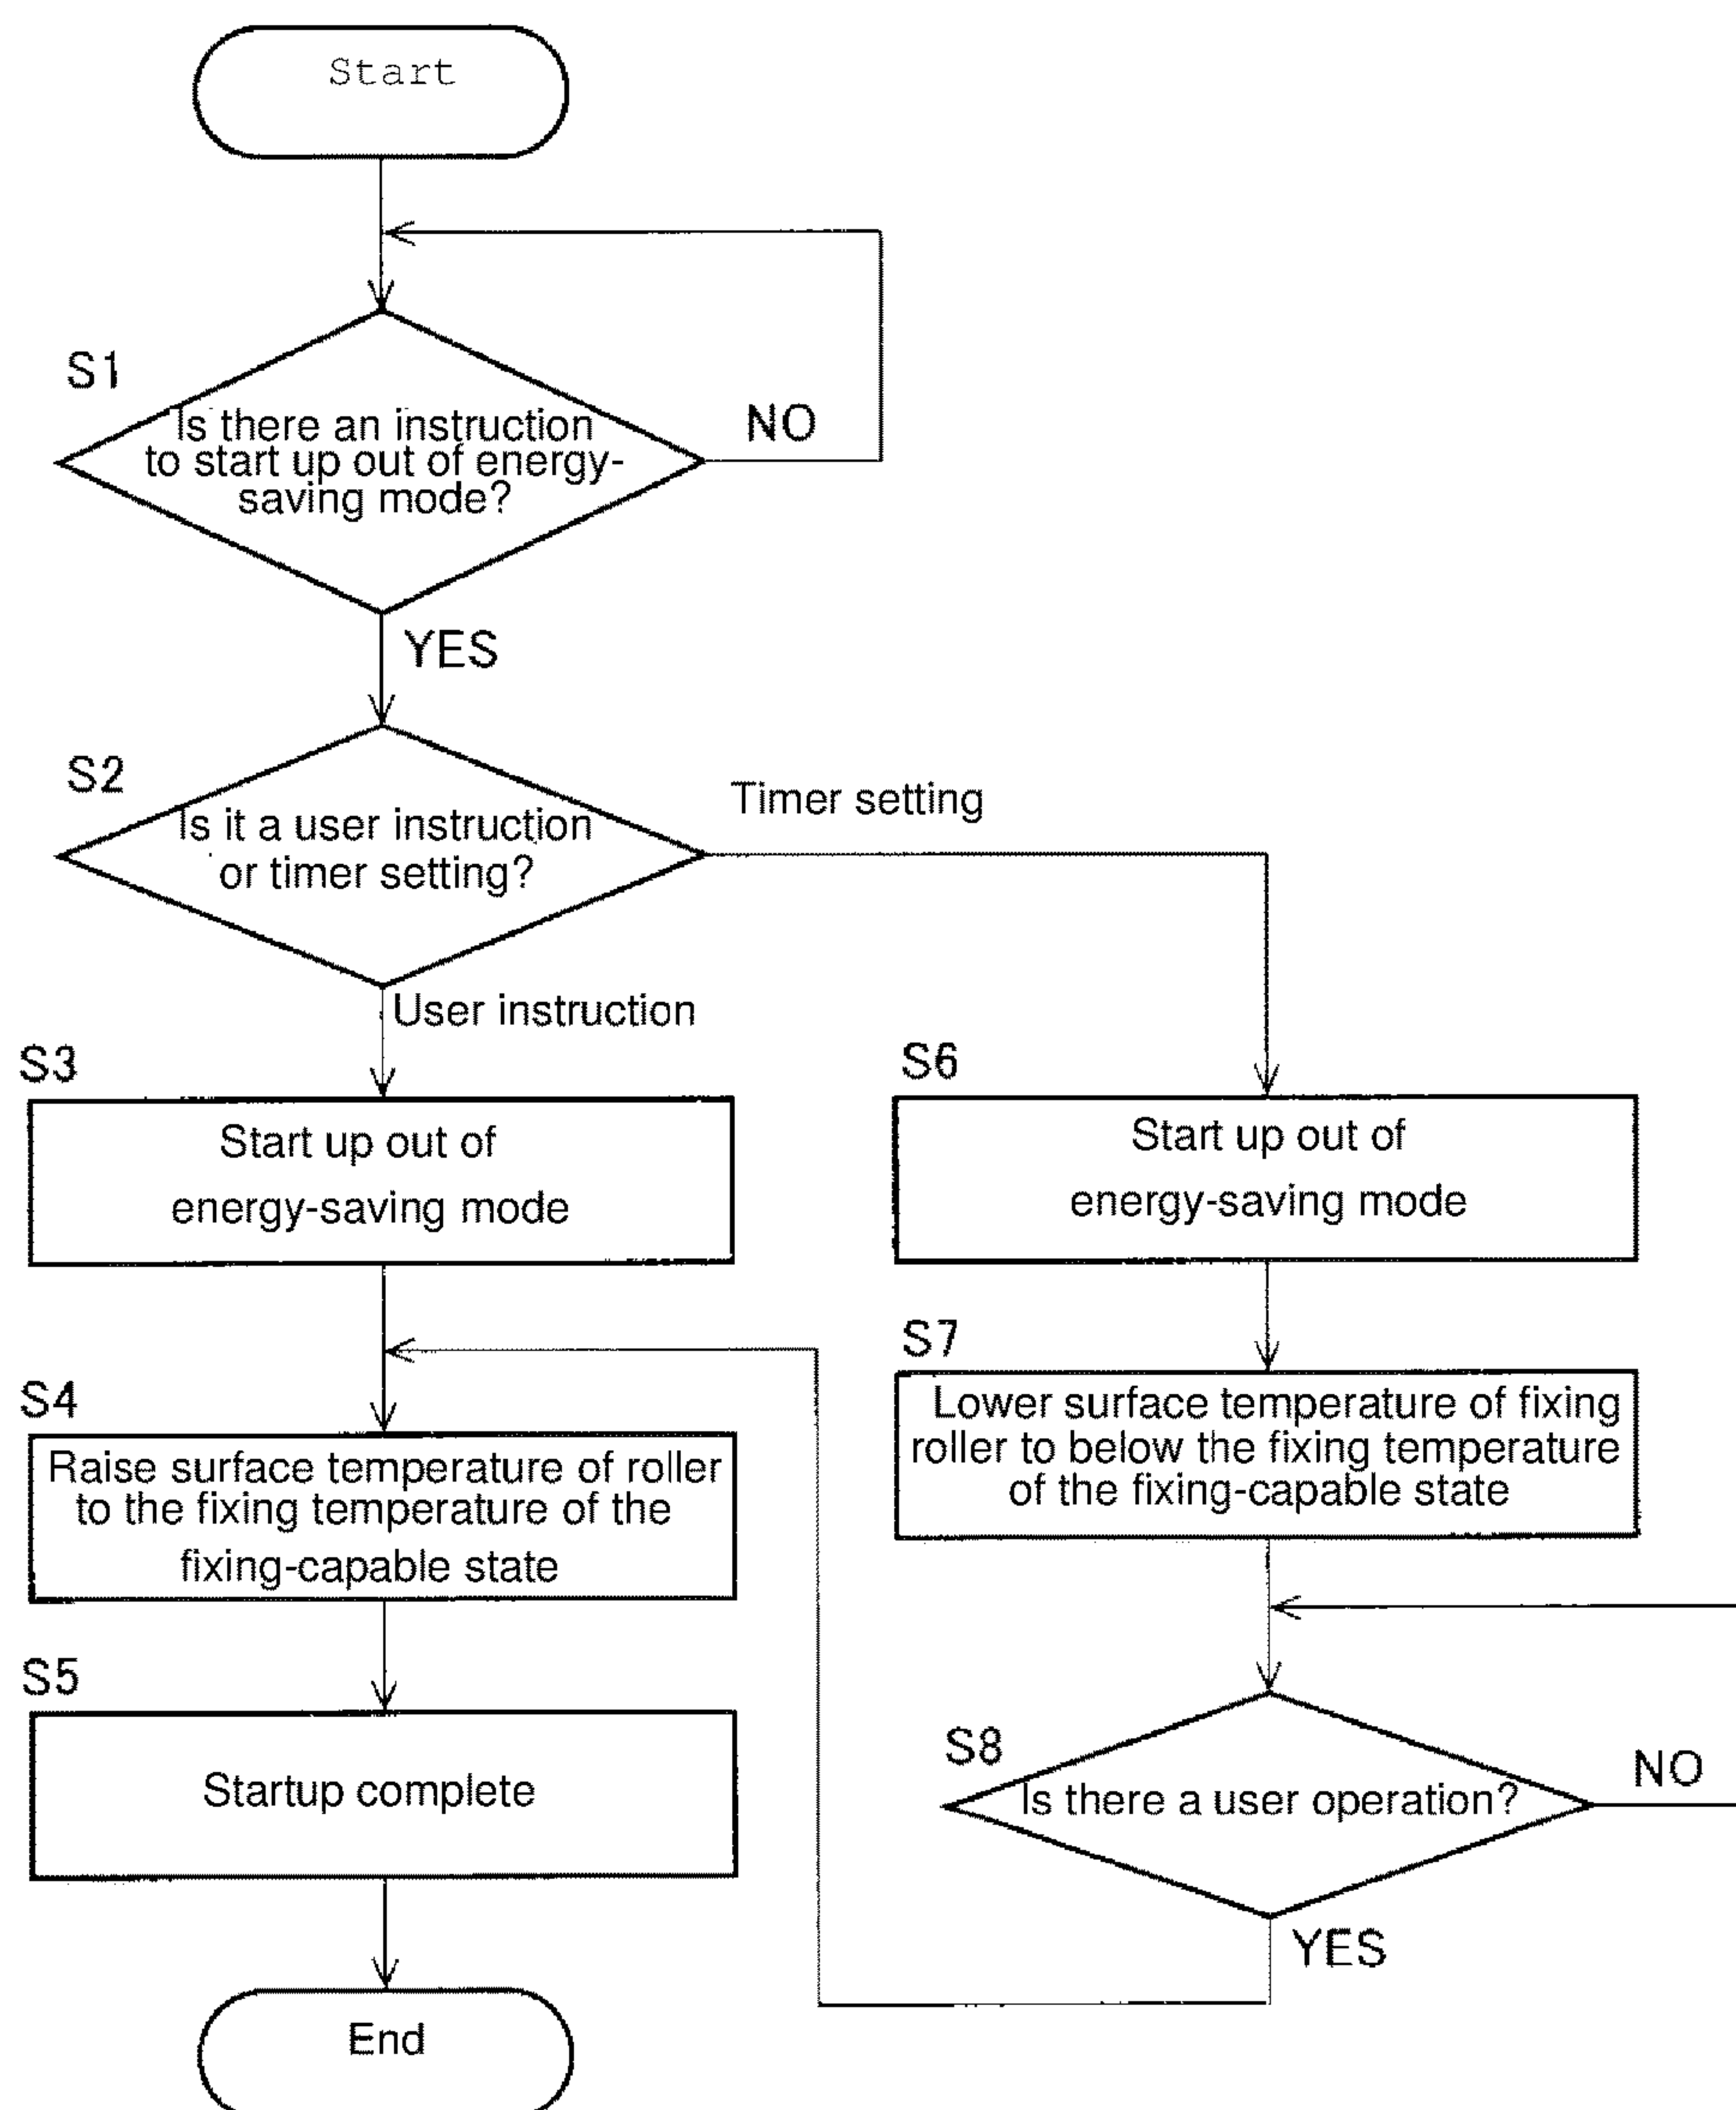 Start
S1
Is there an instruction
to start up out of energy-
saving mode?
NO
YES
S2
Is it a user instruction
or timer setting?
Timer setting
User instruction
S3
Start up out of
energy-saving mode
S4
Raise surface temperature of roller
to the fixing temperature of the
fixing-capable state
S5
Startup complete
End
S6
Start up out of
energy-saving mode
S7
Lower surface temperature of fixing
roller to below the fixing temperature
of the fixing-capable state
S8
Is there a user operation?
NO
YES